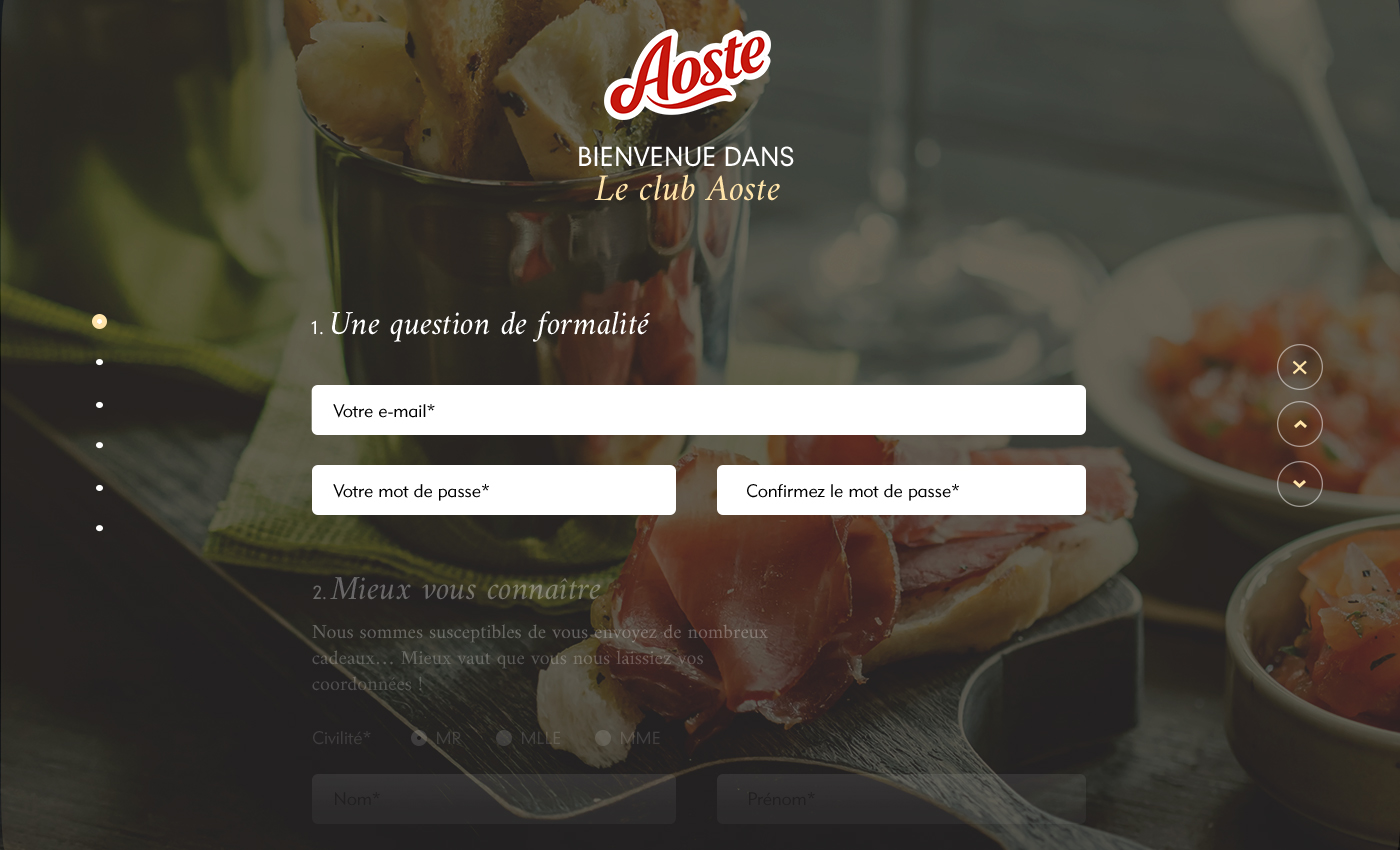 Aoste
BIENVENUE DANS
Le club Aoste
1. Une question de formalité
Votre e-mail*
Votre mot de passe* Confirmez le mot de passe*
2. Mieux vous connaître
Nous sommes susceptibles de vous envoyez de nombreux
cadeaux… Mieux vaut que vous nous laissiez vos
coordonnées !
Civilité* MR MLLE MME
Nom* Prénom*